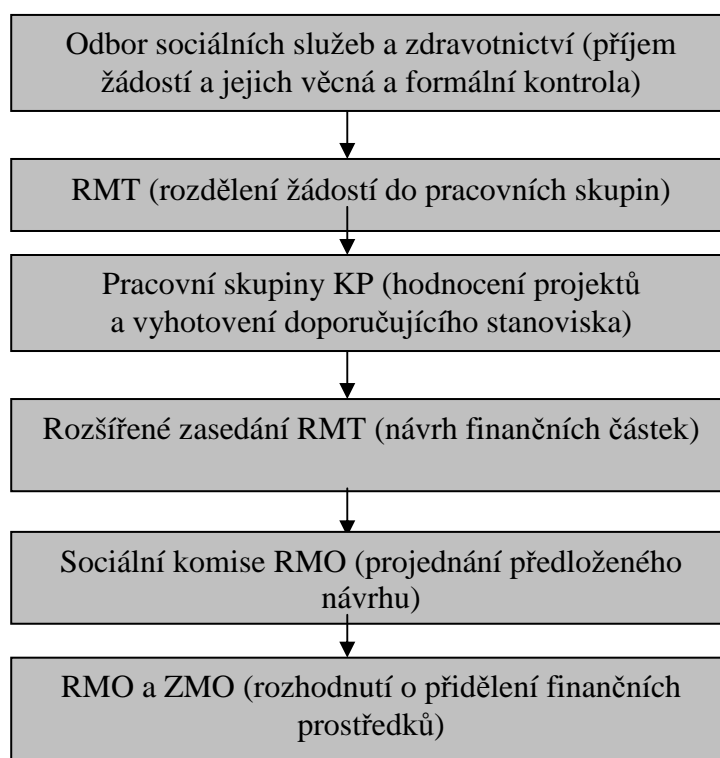 Odbor sociálních služeb a zdravotnictví (příjem
žádostí a jejich věcná a formální kontrola)
RMT (rozdělení žádostí do pracovních skupin)
Pracovní skupiny KP (hodnocení projektů
a vyhotovení doporučujícího stanoviska)
Rozšířené zasedání RMT (návrh finančních částek)
Sociální komise RMO (projednání předloženého
návrhu)
RMO a ZMO (rozhodnutí o přidělení finančních
prostředků)